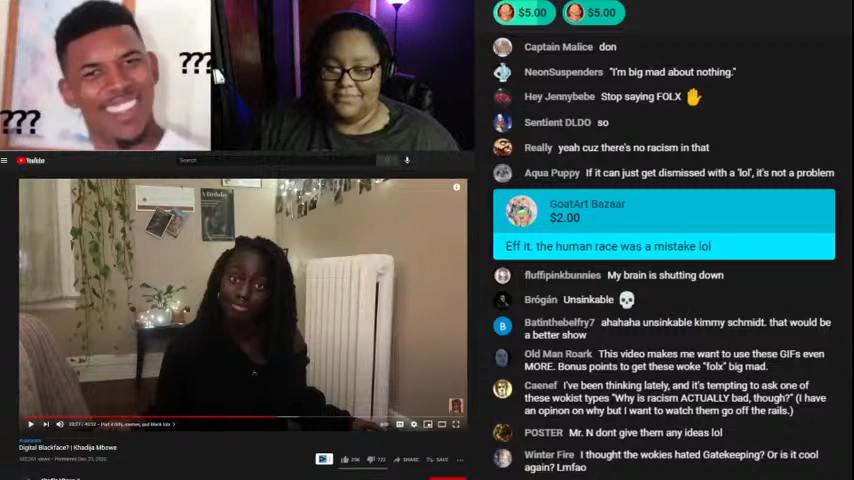 ???
???
YouTube
Search
Digital Blackface? | Khadija Mbowe
SHARE
SAVE
$5.00
$5.00
Captain Malice don
NeonSuspenders "I'm big mad about nothing."
Hey Jennybebe Stop saying FOLX ✋
Sentient DLDO so
Really yeah cuz there's no racism in that
Aqua Puppy If it can just get dismissed with a 'lol', it's not a problem
GoatArt Bazaar
$2.00
Eff it. the human race was a mistake lol
fluffipinkbunnies My brain is shutting down
Brógán Unsinkable 💀
B
Batinthebelfry7 ahahaha unsinkable kimmy schmidt. that would be
a better show
Old Man Roark This video makes me want to use these GIFs even
MORE. Bonus points to get these woke "folx" big mad.
Caenef I've been thinking lately, and it's tempting to ask one of
these wokist types "Why is racism ACTUALLY bad, though?" (I have
an opinion on why but I want to watch them go off the rails.)
POSTER Mr. N dont give them any ideas lol
Winter Fire I thought the wokies hated Gatekeeping? Or is it cool
again? Lmfao